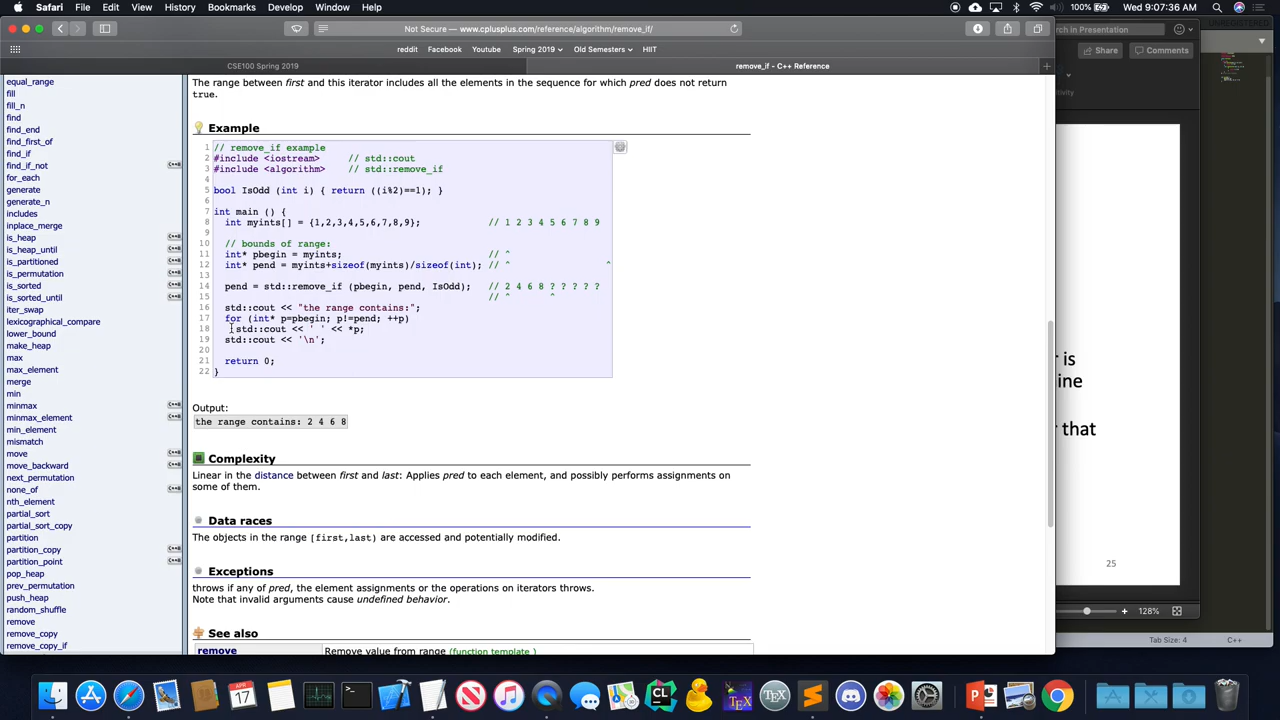 Safari File Edit View History Bookmarks Develop Window Help
100% Wed 9:07:36 AM
Not Secure — www.cplusplus.com/reference/algorithm/remove_if/
rch in Presentation
UNREGISTERED
reddit Facebook Youtube Spring 2019 Old Semesters HIIT
Share Comments
CSE100 Spring 2019
remove_if - C++ Reference
equal_range
fill
fill_n
find
find_end
find_first_of
find_if
find_if_not
for_each
generate
generate_n
includes
inplace_merge
is_heap
is_heap_until
is_partitioned
is_permutation
is_sorted
is_sorted_until
iter_swap
lexicographical_compare
lower_bound
make_heap
max
max_element
merge
min
minmax
minmax_element
min_element
mismatch
move
move_backward
next_permutation
none_of
nth_element
partial_sort
partial_sort_copy
partition
partition_copy
partition_point
pop_heap
prev_permutation
push_heap
random_shuffle
remove
remove_copy
remove_copy_if
The range between first and this iterator includes all the elements in the sequence for which pred does not return
true.
Example
1 // remove_if example
2 #include <iostream> // std::cout
3 #include <algorithm> // std::remove_if
4
5 bool IsOdd (int i) { return ((i%2)==1); }
6
7 int main () {
8 int myints[] = {1,2,3,4,5,6,7,8,9}; // 1 2 3 4 5 6 7 8 9
9
10 // bounds of range:
11 int* pbegin = myints; // ^
12 int* pend = myints+sizeof(myints)/sizeof(int); // ^ ^
13
14 pend = std::remove_if (pbegin, pend, IsOdd); // 2 4 6 8 ? ? ? ? ?
15 // ^ ^
16 std::cout << "the range contains:";
17 for (int* p=pbegin; p!=pend; ++p)
18 std::cout << ' ' << *p;
19 std::cout << '\n';
20
21 return 0;
22 }
Output:
the range contains: 2 4 6 8
Complexity
Linear in the distance between first and last: Applies pred to each element, and possibly performs assignments on
some of them.
Data races
The objects in the range [first,last) are accessed and potentially modified.
Exceptions
throws if any of pred, the element assignments or the operations on iterators throws.
Note that invalid arguments cause undefined behavior.
See also
remove Remove value from range (function template )
tivity
r is
ine
r that
25
128%
Tab Size: 4 C++
APR
17